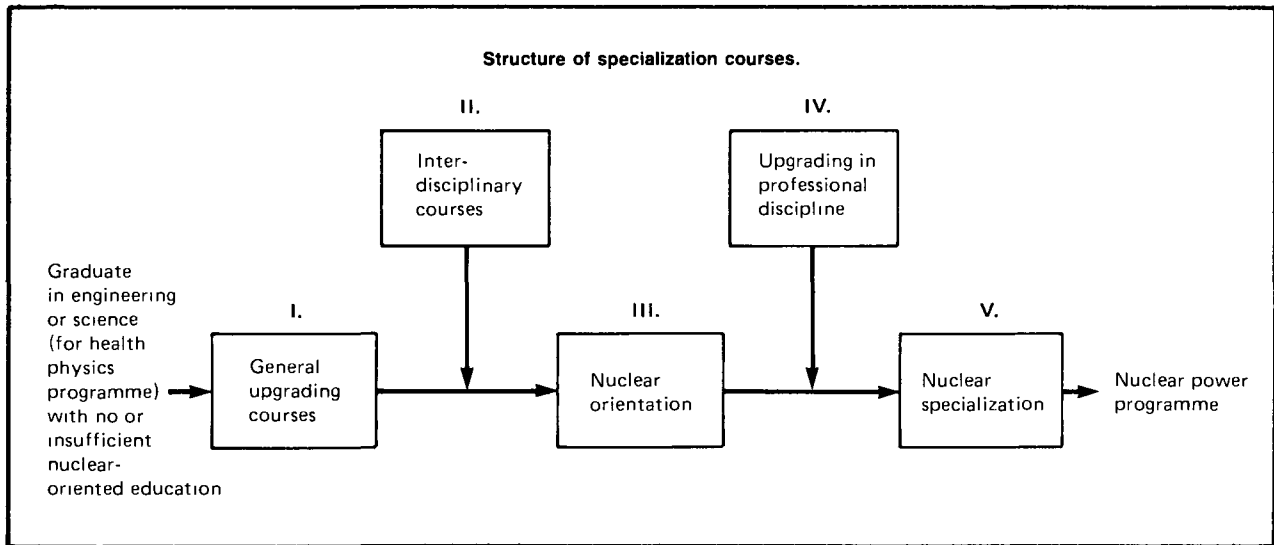 Structure of specialization courses.
II.
IV.
Inter-
disciplinary
courses
Upgrading in
professional
discipline
Graduate
in engineering
or science
(for health
physics
programme)
with no or
insufficient
nuclear-
oriented education
I.
General
upgrading
courses
III.
Nuclear
orientation
V.
Nuclear
specialization
Nuclear power
programme